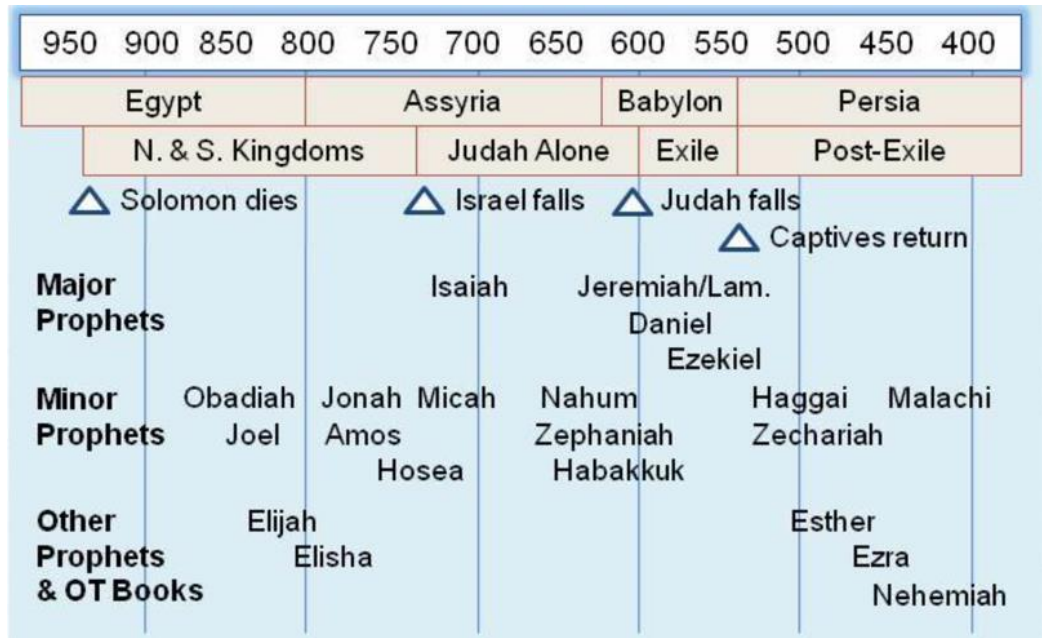 950 900 850 800 750 700 650 600 550 500 450 400
Egypt Assyria Babylon Persia
N. & S. Kingdoms Judah Alone Exile Post-Exile
Solomon dies Israel falls Judah falls
Captives return
Major Isaiah Jeremiah/Lam.
Prophets Daniel
Ezekiel
Minor Obadiah Jonah Micah Nahum Haggai Malachi
Prophets Joel Amos Zephaniah Zechariah
Hosea Habakkuk
Other Elijah Esther
Prophets Elisha Ezra
& OT Books Nehemiah